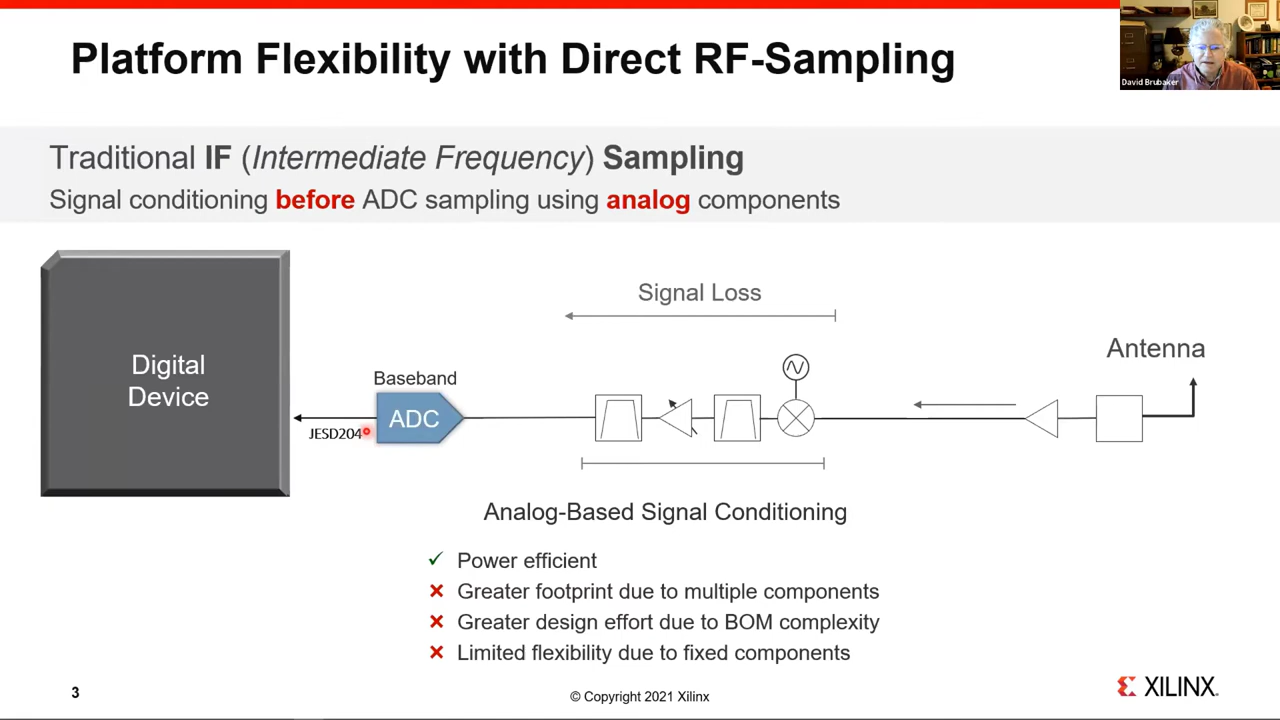 Platform Flexibility with Direct RF-Sampling
David Brubaker
Traditional IF (Intermediate Frequency) Sampling
Signal conditioning before ADC sampling using analog components
Signal Loss
Antenna
Digital
Device
Baseband
ADC
JESD204
Analog-Based Signal Conditioning
✓ Power efficient
× Greater footprint due to multiple components
× Greater design effort due to BOM complexity
× Limited flexibility due to fixed components
3
© Copyright 2021 Xilinx
XILINX.